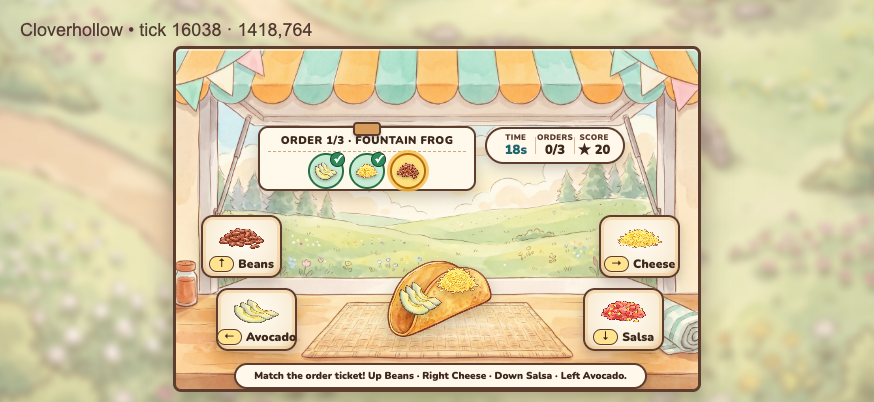 Cloverhollow • tick 16038 · 1418,764
ORDER 1/3 · FOUNTAIN FROG
TIME ORDERS SCORE
18s 0/3 ★ 20
↑ Beans
→ Cheese
← Avocado
↓ Salsa
Match the order ticket! Up Beans · Right Cheese · Down Salsa · Left Avocado.